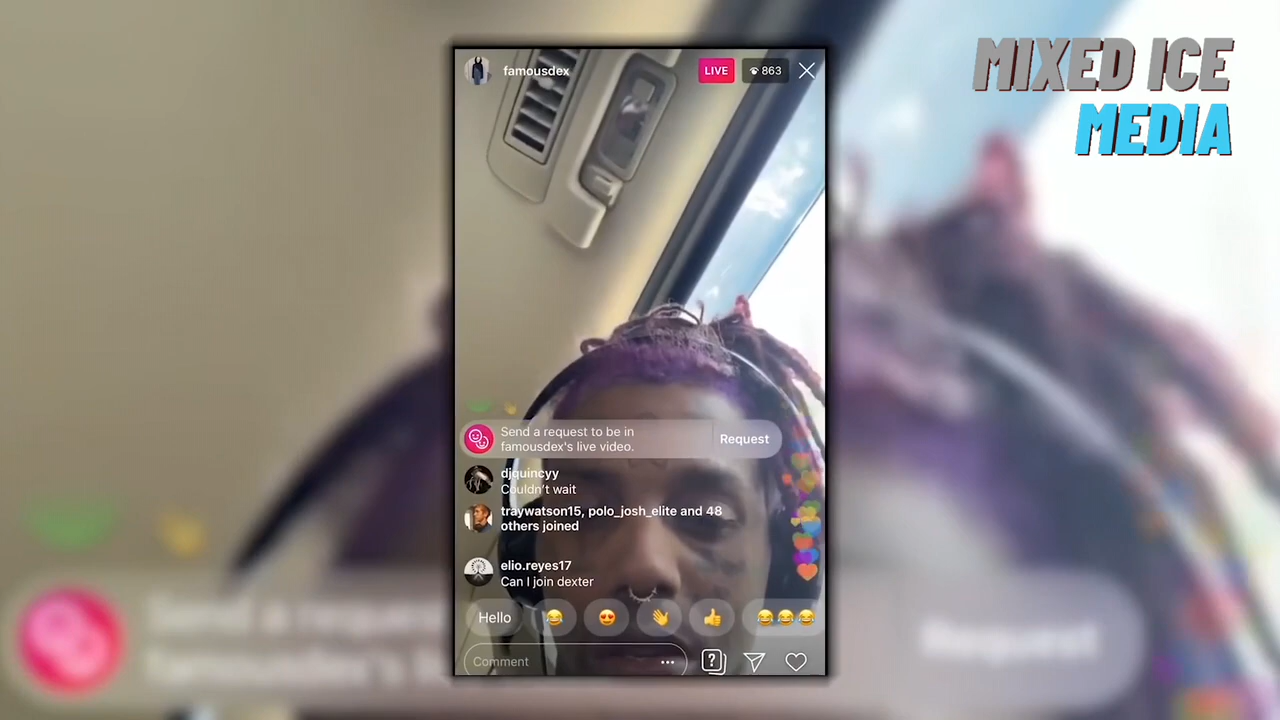 MIXED ICE
MEDIA
famousdex
LIVE
863
Send a request to be in
famousdex's live video.
Request
djquincyy
Couldn't wait
traywatson15, polo_josh_elite and 48
others joined
elio.reyes17
Can I join dexter
Hello
Comment
?